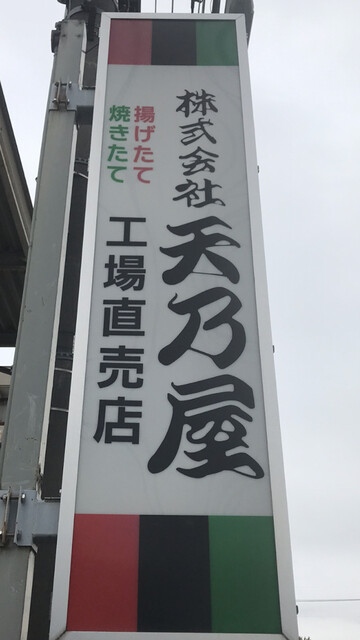 株式会社天乃屋
揚げたて
焼きたて
工場直売店